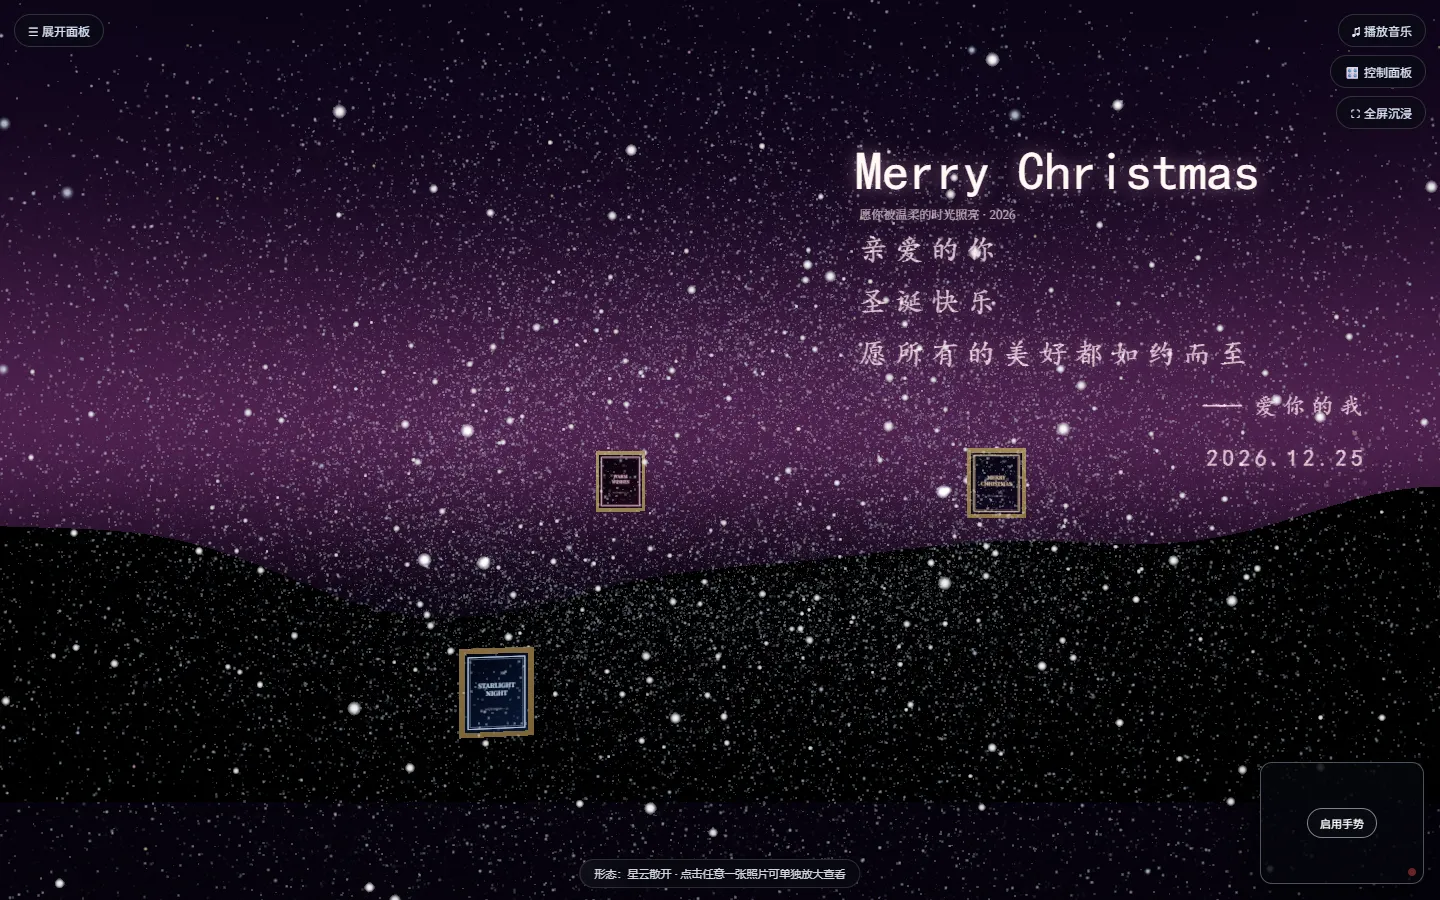 ☰ 展开面板
♫ 播放音乐
控制面板
全屏沉浸
Merry Christmas
愿你被温柔的时光照亮 · 2026
亲爱的你
圣诞快乐
愿所有的美好都如约而至
—— 爱你的我
2026.12.25
WARM
WISHES
MERRY
CHRISTMAS
STARLIGHT
NIGHT
启用手势
形态：星云散开 · 点击任意一张照片可单独放大查看